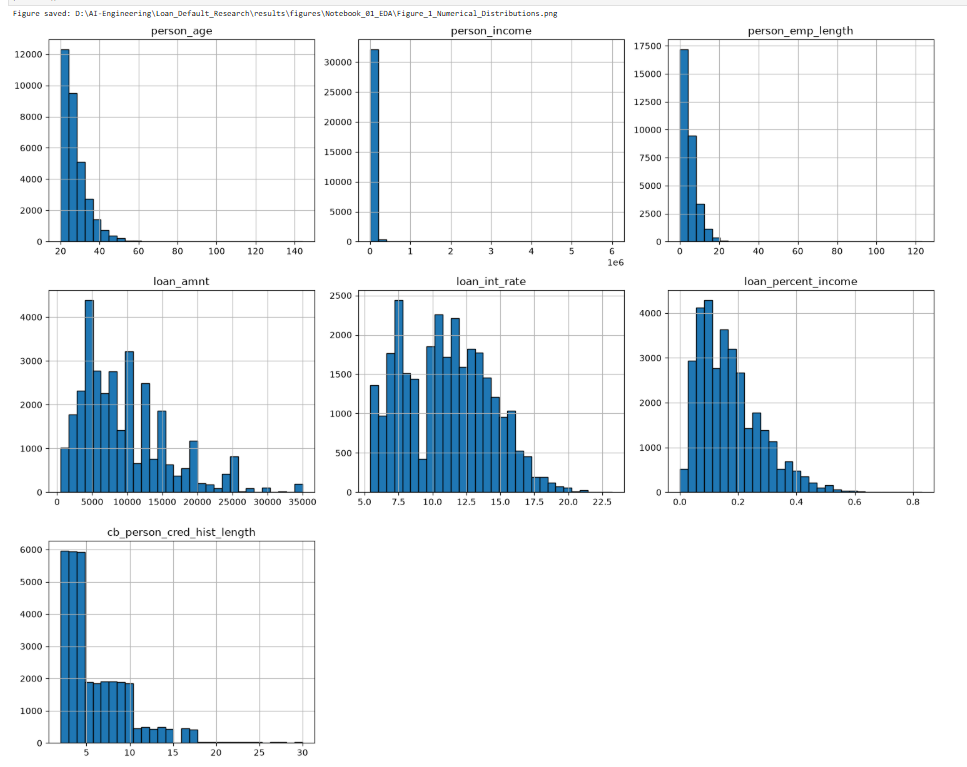 Figure saved: D:\AI-Engineering\Loan_Default_Research\results\figures\Notebook_01_EDA\Figure_1_Numerical_Distributions.png
person_age
12000
10000
8000
6000
4000
2000
0
20 40 60 80 100 120 140
person_income
30000
25000
20000
15000
10000
5000
0
0 1 2 3 4 5 6
1e6
person_emp_length
17500
15000
12500
10000
7500
5000
2500
0
0 20 40 60 80 100 120
loan_amnt
4000
3000
2000
1000
0
0 5000 10000 15000 20000 25000 30000 35000
loan_int_rate
2500
2000
1500
1000
500
0
5.0 7.5 10.0 12.5 15.0 17.5 20.0 22.5
loan_percent_income
4000
3000
2000
1000
0
0.0 0.2 0.4 0.6 0.8
cb_person_cred_hist_length
6000
5000
4000
3000
2000
1000
0
5 10 15 20 25 30